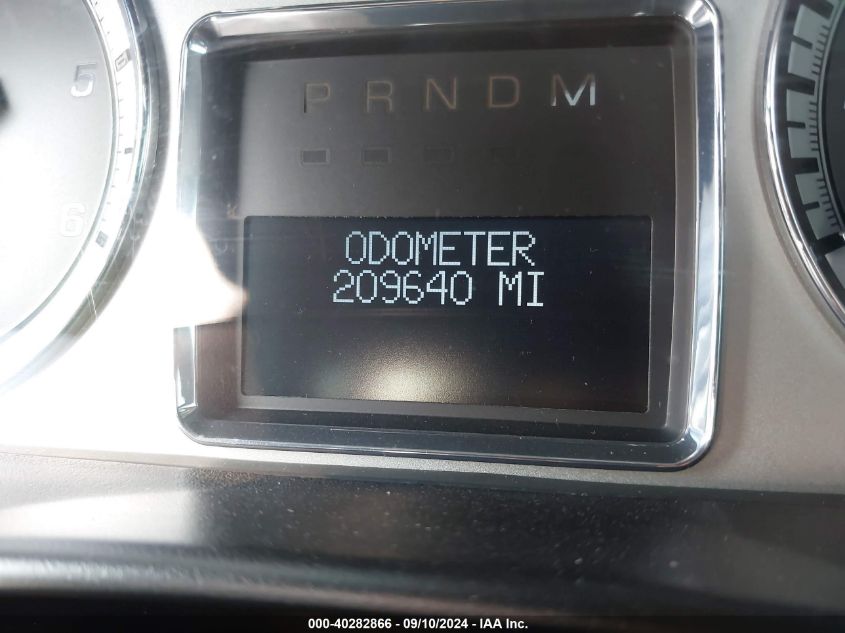 5
6
P R N D M
ODOMETER
209640 MI
000-40282866 - 09/10/2024 - IAA Inc.